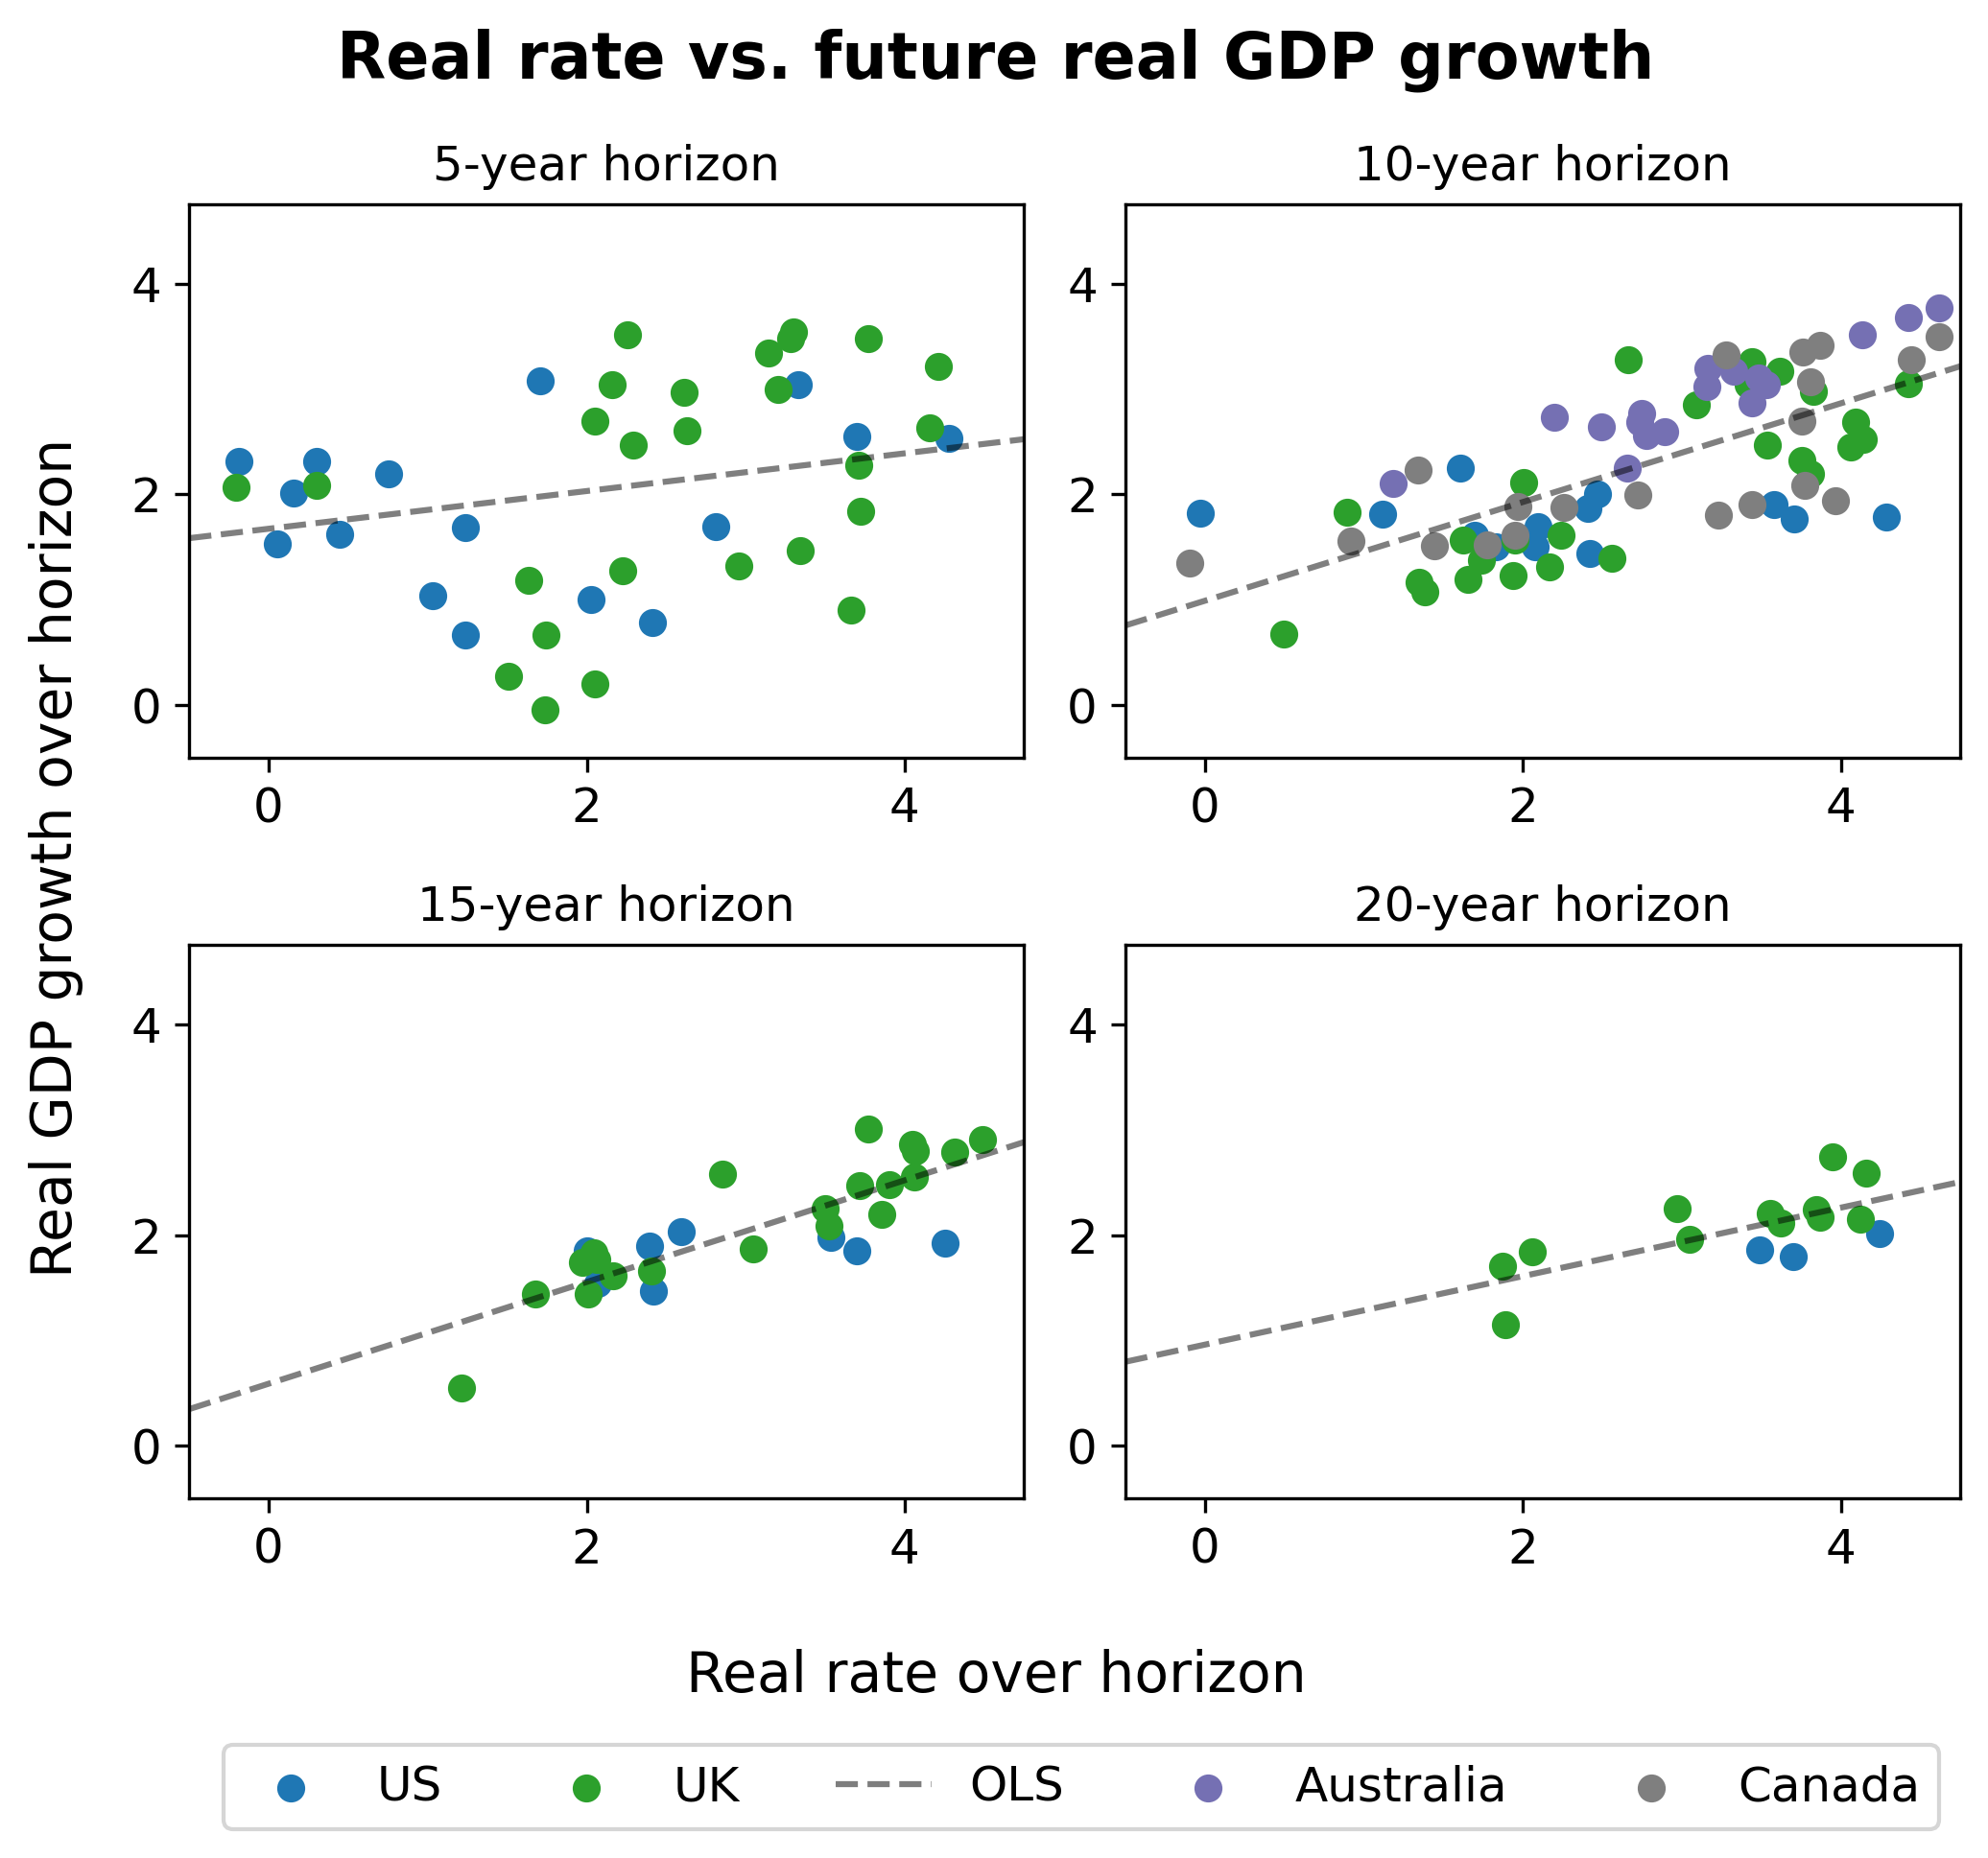 Real rate vs. future real GDP growth
5-year horizon
10-year horizon
4
2
0
0 2 4
4
2
0
0 2 4
15-year horizon
20-year horizon
4
2
0
0 2 4
4
2
0
0 2 4
Real GDP growth over horizon
Real rate over horizon
US UK OLS Australia Canada